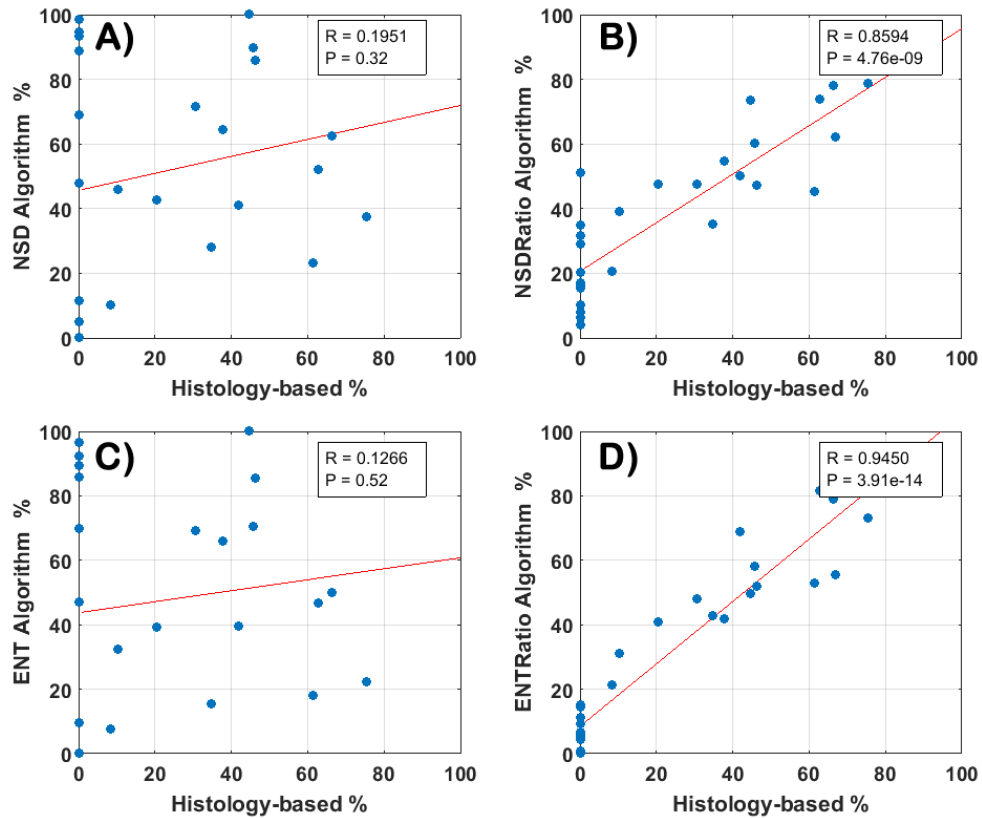 A)
R = 0.1951
P = 0.32
100
80
60
40
20
0
NSD Algorithm %
0 20 40 60 80 100
Histology-based %
B)
R = 0.8594
P = 4.76e-09
100
80
60
40
20
0
NSDRatio Algorithm %
0 20 40 60 80 100
Histology-based %
C)
R = 0.1266
P = 0.52
100
80
60
40
20
0
ENT Algorithm %
0 20 40 60 80 100
Histology-based %
D)
R = 0.9450
P = 3.91e-14
100
80
60
40
20
0
ENTRatio Algorithm %
0 20 40 60 80 100
Histology-based %